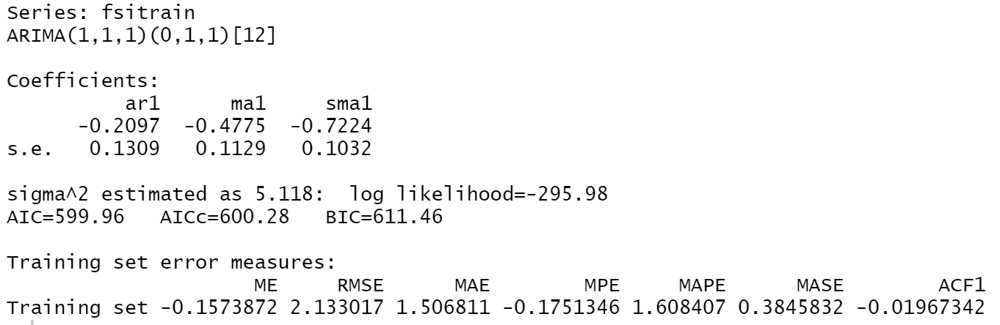 Series: fsitrain
ARIMA(1,1,1)(0,1,1)[12]
Coefficients:
ar1 ma1 sma1
-0.2097 -0.4775 -0.7224
s.e. 0.1309 0.1129 0.1032
sigma^2 estimated as 5.118: log likelihood=-295.98
AIC=599.96 AICc=600.28 BIC=611.46
Training set error measures:
ME RMSE MAE MPE MAPE MASE ACF1
Training set -0.1573872 2.133017 1.506811 -0.1751346 1.608407 0.3845832 -0.01967342